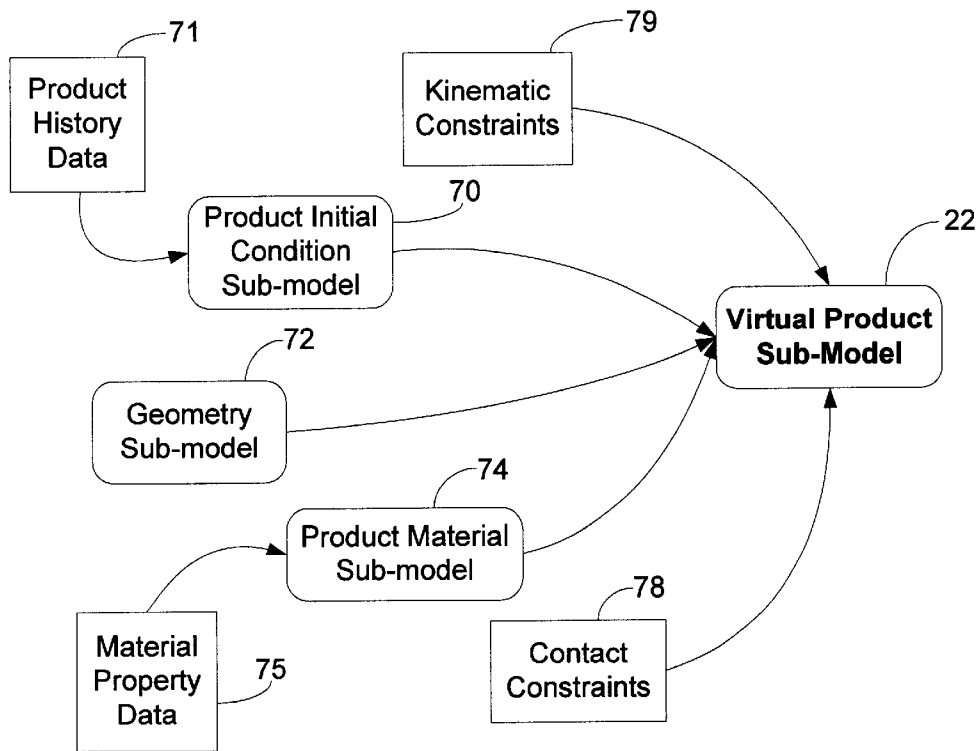 71
Product
History
Data
79
Kinematic
Constraints
70
Product Initial
Condition
Sub-model
22
Virtual Product
Sub-Model
72
Geometry
Sub-model
74
Product Material
Sub-model
78
Contact
Constraints
Material
Property
Data
75